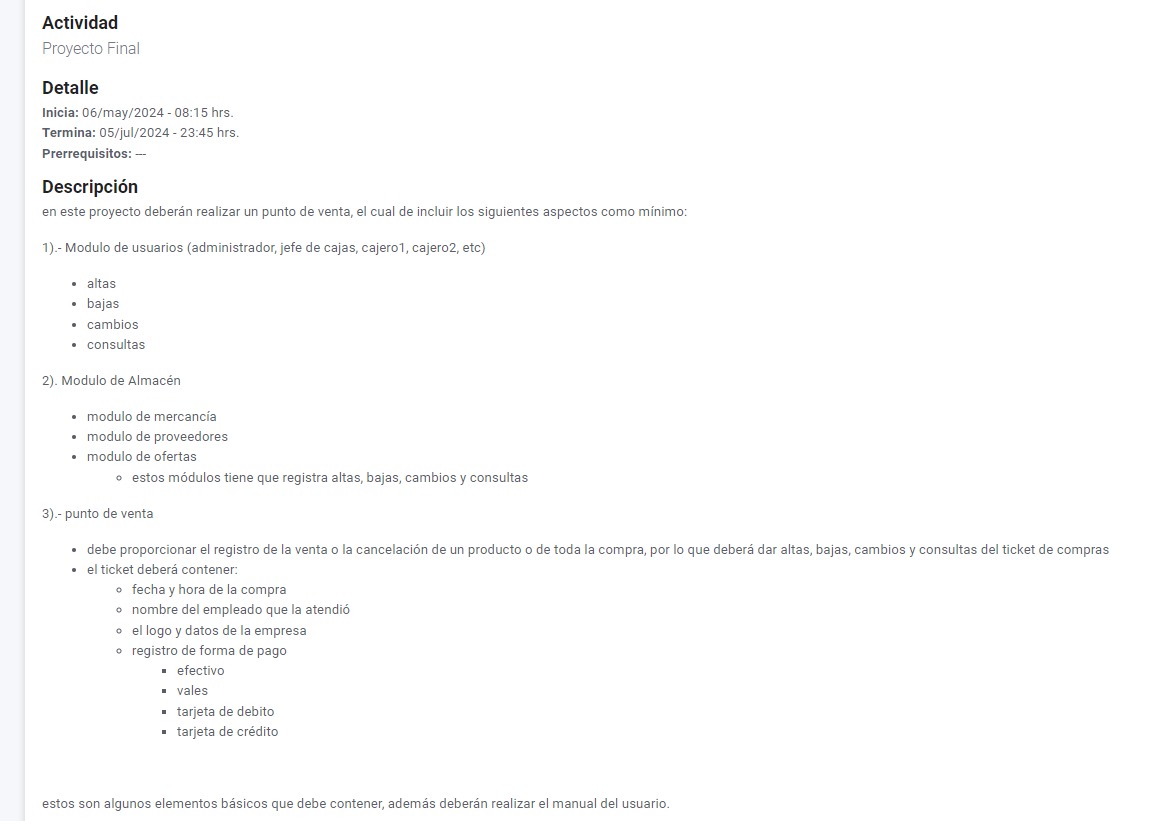 Actividad
Proyecto Final
Detalle
Inicia: 06/may/2024 - 08:15 hrs.
Termina: 05/jul/2024 - 23:45 hrs.
Prerrequisitos: ---
Descripción
en este proyecto deberán realizar un punto de venta, el cual de incluir los siguientes aspectos como mínimo:
1).- Modulo de usuarios (administrador, jefe de cajas, cajero1, cajero2, etc)
altas
bajas
cambios
consultas
2). Modulo de Almacén
modulo de mercancía
modulo de proveedores
modulo de ofertas
estos módulos tiene que registra altas, bajas, cambios y consultas
3).- punto de venta
debe proporcionar el registro de la venta o la cancelación de un producto o de toda la compra, por lo que deberá dar altas, bajas, cambios y consultas del ticket de compras
el ticket deberá contener:
fecha y hora de la compra
nombre del empleado que la atendió
el logo y datos de la empresa
registro de forma de pago
efectivo
vales
tarjeta de debito
tarjeta de crédito
estos son algunos elementos básicos que debe contener, además deberán realizar el manual del usuario.